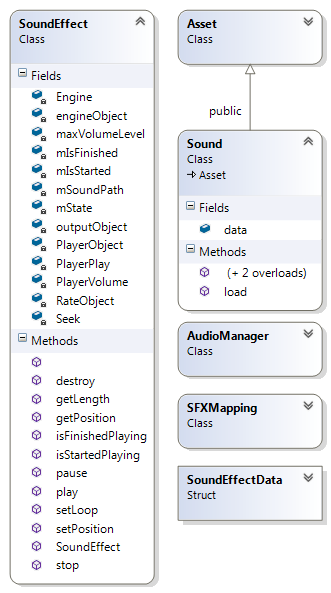 SoundEffect
Class
Fields
Engine
engineObject
maxVolumeLevel
mIsFinished
mIsStarted
mSoundPath
mState
outputObject
PlayerObject
PlayerPlay
PlayerVolume
RateObject
Seek
Methods
destroy
getLength
getPosition
isFinishedPlaying
isStartedPlaying
pause
play
setLoop
setPosition
SoundEffect
stop
Asset
Class
public
Sound
Class
Asset
Fields
data
Methods
(+ 2 overloads)
load
AudioManager
Class
SFXMapping
Class
SoundEffectData
Struct